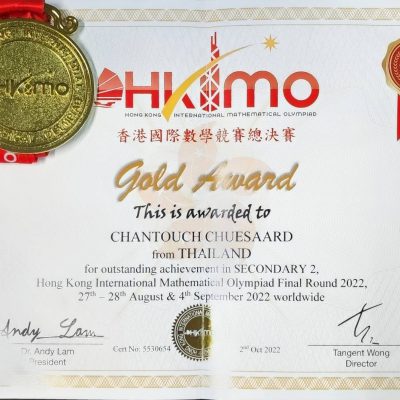 HKIMO
HKIMO
HONG KONG INTERNATIONAL MATHEMATICAL OLYMPIAD
香港國際數學競賽總決賽
Gold Award
This is awarded to
CHANTOUCH CHUESAARD
from THAILAND
for outstanding achievement in SECONDARY 2,
Hong Kong International Mathematical Olympiad Final Round 2022,
27th – 28th August & 4th September 2022 worldwide
Andy Lam
Dr. Andy Lam
President
Cert No: 5530654
2nd Oct 2022
Tangent Wong
Director